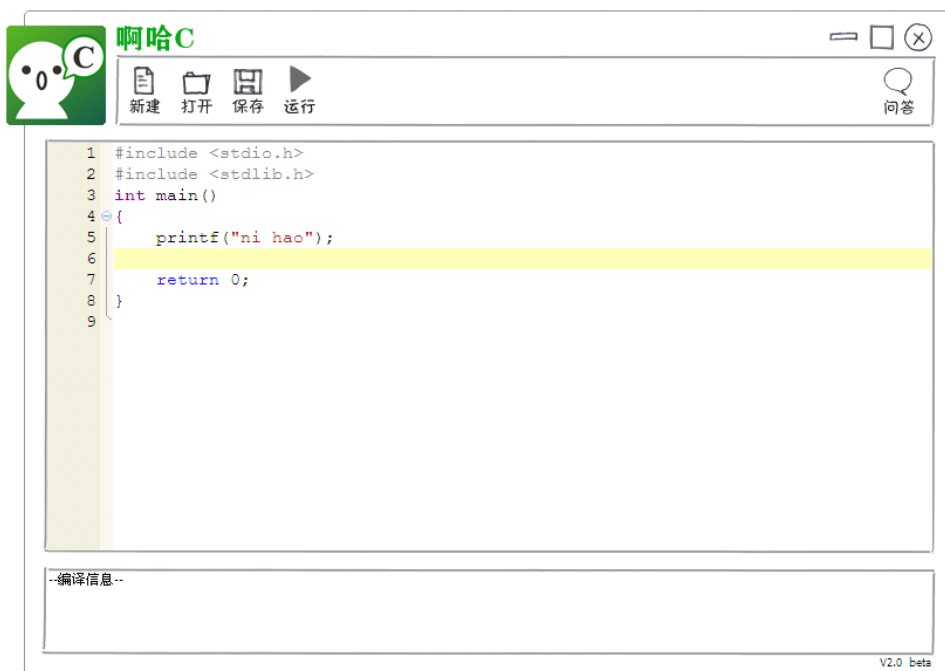 啊哈C
C
新建 打开 保存 运行 问答
1 #include <stdio.h>
2 #include <stdlib.h>
3 int main()
4 {
5     printf("ni hao");
6
7     return 0;
8 }
9
--编译信息--
V2.0 beta